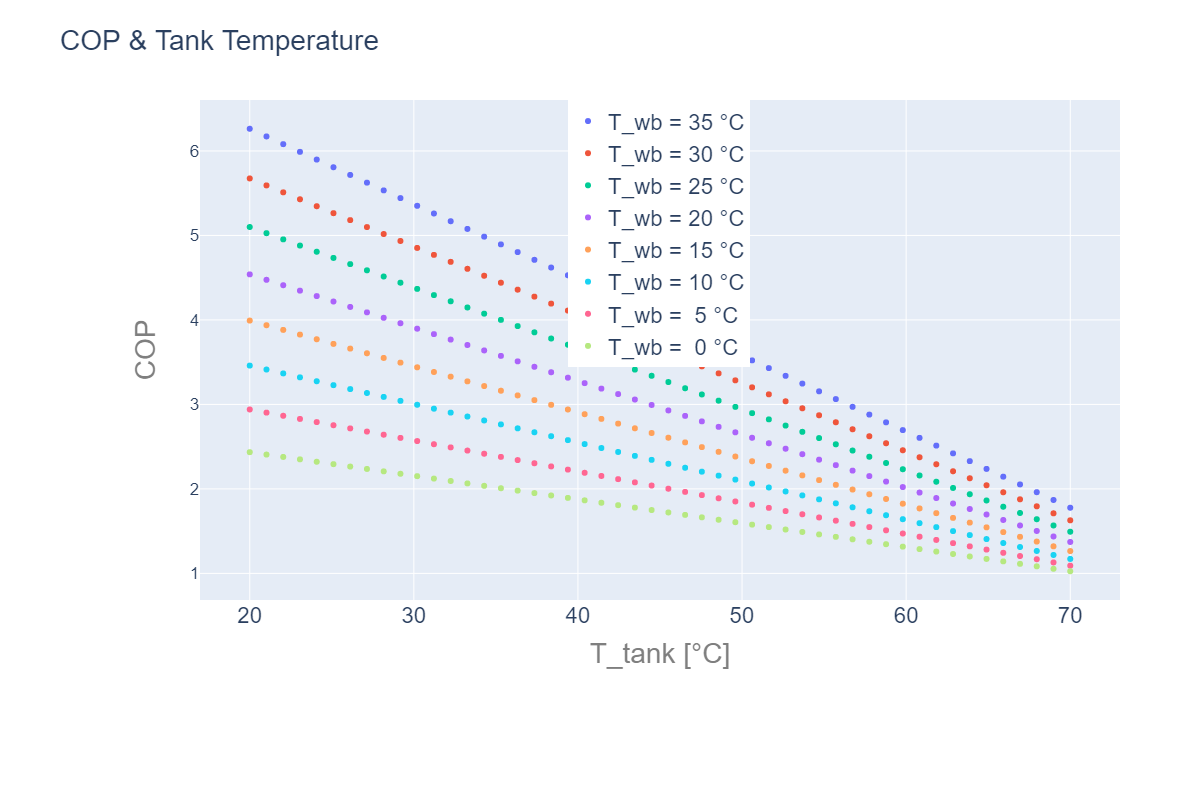 COP & Tank Temperature
T_wb = 35 °C
T_wb = 30 °C
T_wb = 25 °C
T_wb = 20 °C
T_wb = 15 °C
T_wb = 10 °C
T_wb =  5 °C
T_wb =  0 °C
6
5
4
3
2
1
COP
20 30 40 50 60 70
T_tank [°C]